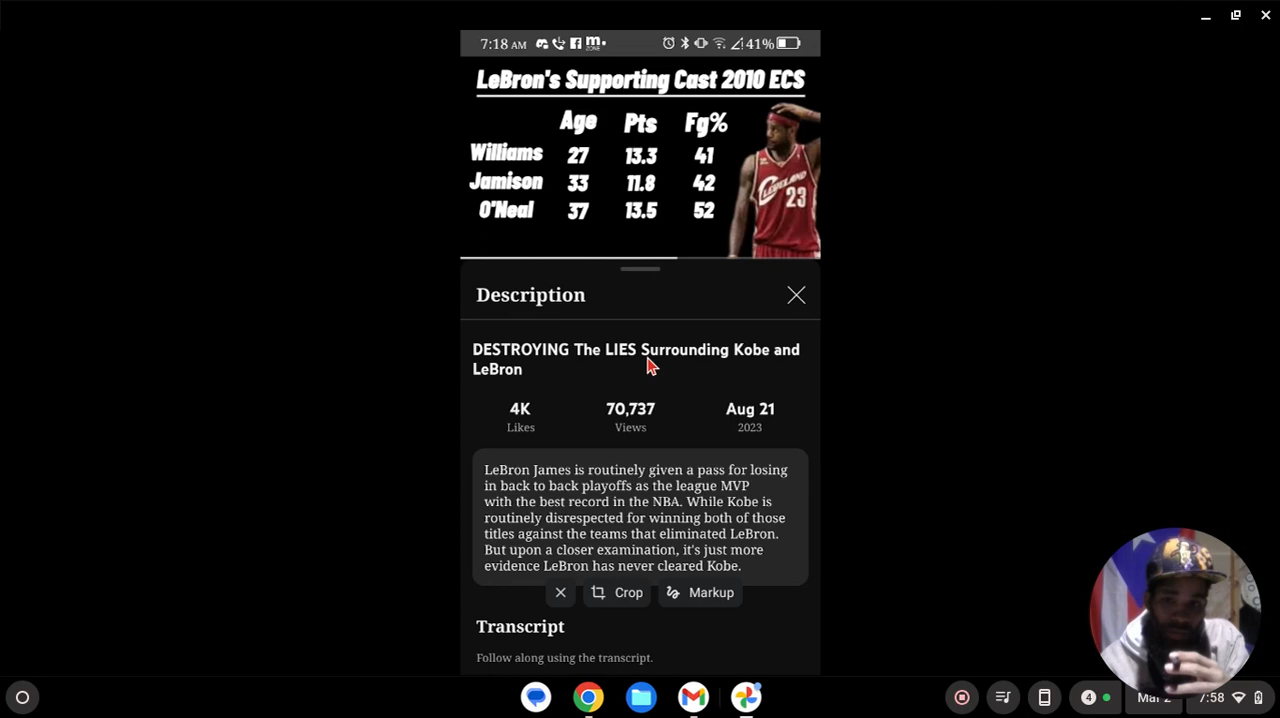 7:18 AM
41%
LeBron's Supporting Cast 2010 ECS
Age Pts Fg%
Williams 27 13.3 41
Jamison 33 11.8 42
O'Neal 37 13.5 52
CLEVELAND
23
Description
DESTROYING The LIES Surrounding Kobe and
LeBron
4K 70,737 Aug 21
Likes Views 2023
LeBron James is routinely given a pass for losing
in back to back playoffs as the league MVP
with the best record in the NBA. While Kobe is
routinely disrespected for winning both of those
titles against the teams that eliminated LeBron.
But upon a closer examination, it's just more
evidence LeBron has never cleared Kobe.
Crop Markup
Transcript
Follow along using the transcript.
4 Mar 2 7:58